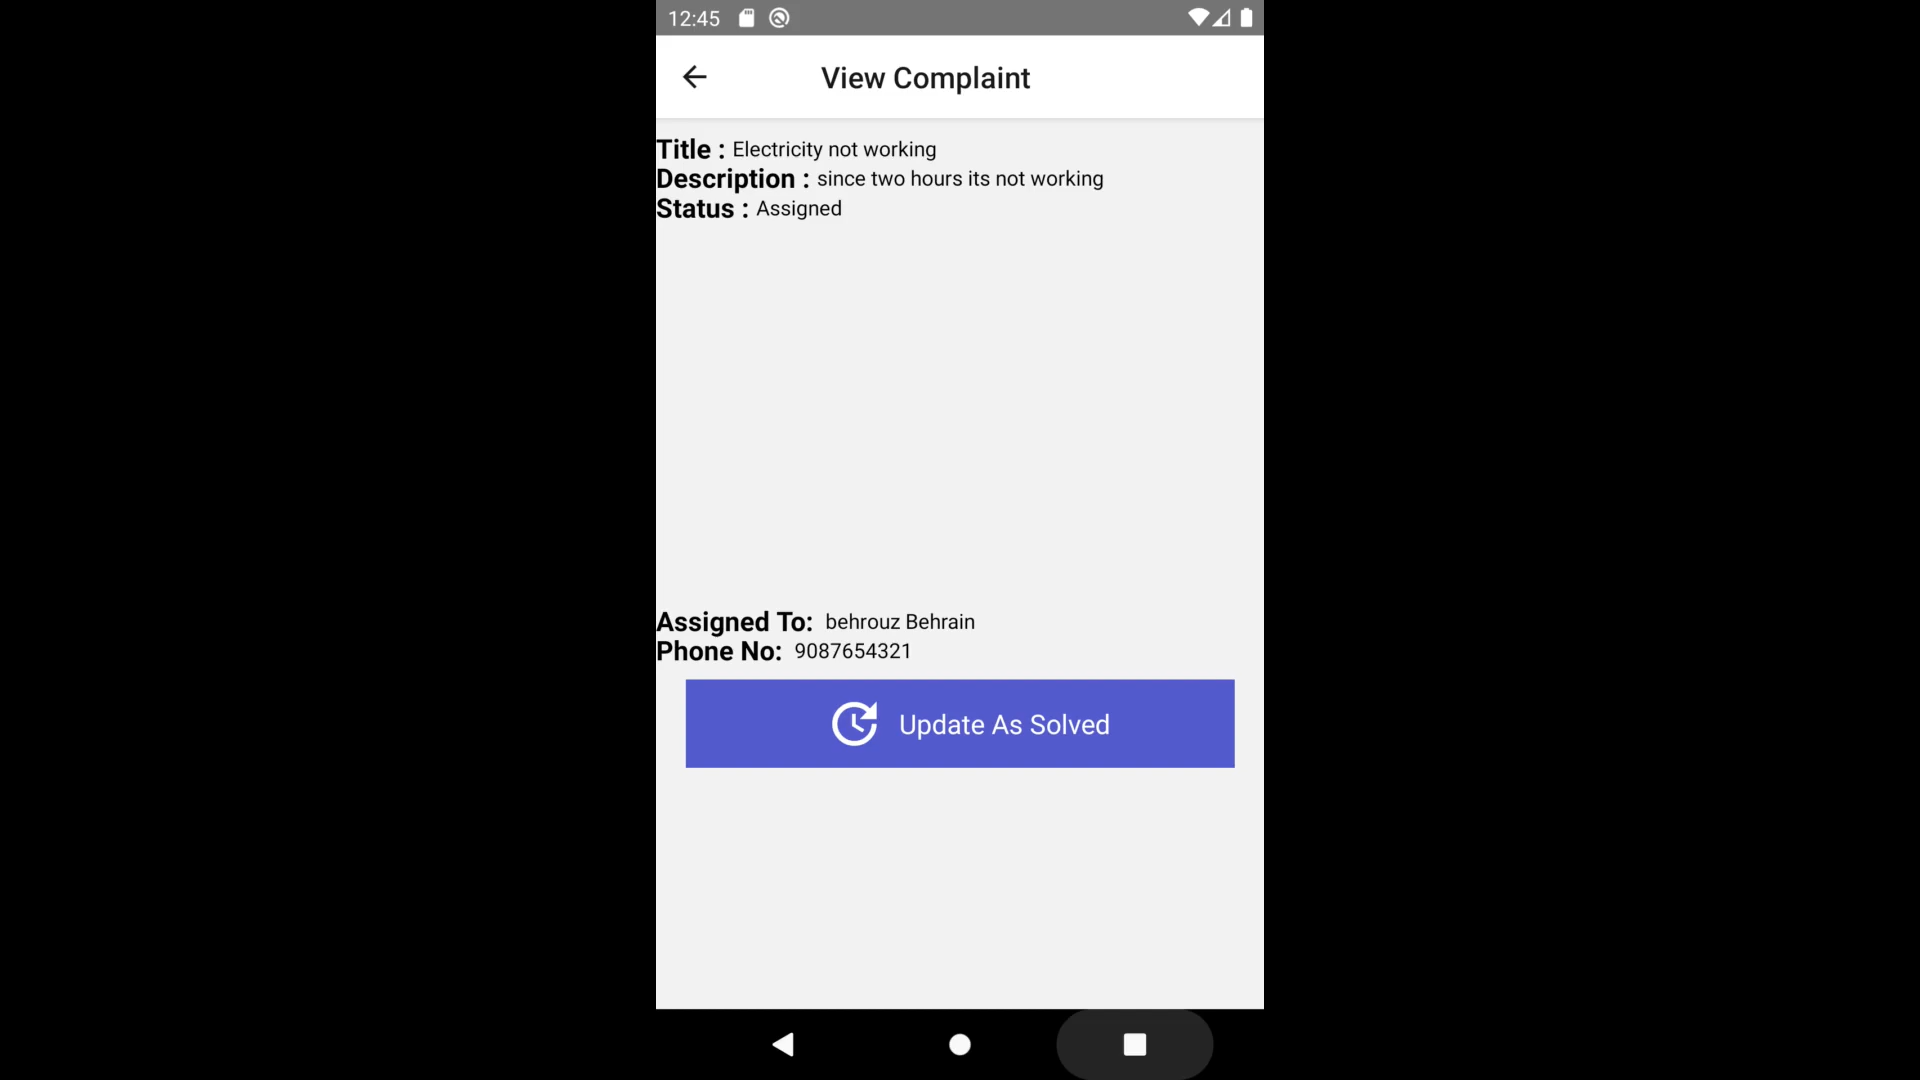 12:45
View Complaint
Title : Electricity not working
Description : since two hours its not working
Status : Assigned
Assigned To: behrouz Behrain
Phone No: 9087654321
Update As Solved